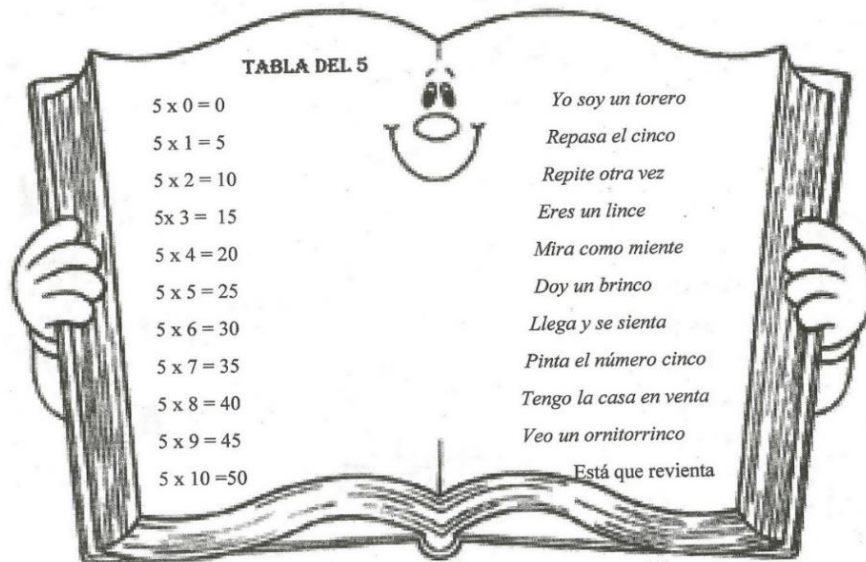 TABLA DEL 5
5 x 0 = 0 Yo soy un torero
5 x 1 = 5 Repasa el cinco
5 x 2 = 10 Repite otra vez
5x 3 = 15 Eres un lince
5 x 4 = 20 Mira como miente
5 x 5 = 25 Doy un brinco
5 x 6 = 30 Llega y se sienta
5 x 7 = 35 Pinta el número cinco
5 x 8 = 40 Tengo la casa en venta
5 x 9 = 45 Veo un ornitorrinco
5 x 10 =50 Está que revienta